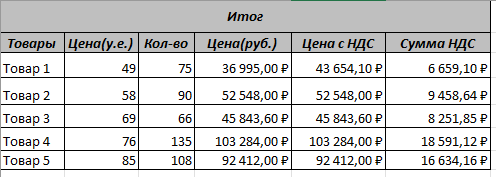 Итог
Товары Цена(у.е.) Кол-во Цена(руб.) Цена с НДС Сумма НДС
Товар 1 49 75 36 995,00 ₽ 43 654,10 ₽ 6 659,10 ₽
Товар 2 58 90 52 548,00 ₽ 52 548,00 ₽ 9 458,64 ₽
Товар 3 69 66 45 843,60 ₽ 45 843,60 ₽ 8 251,85 ₽
Товар 4 76 135 103 284,00 ₽ 103 284,00 ₽ 18 591,12 ₽
Товар 5 85 108 92 412,00 ₽ 92 412,00 ₽ 16 634,16 ₽